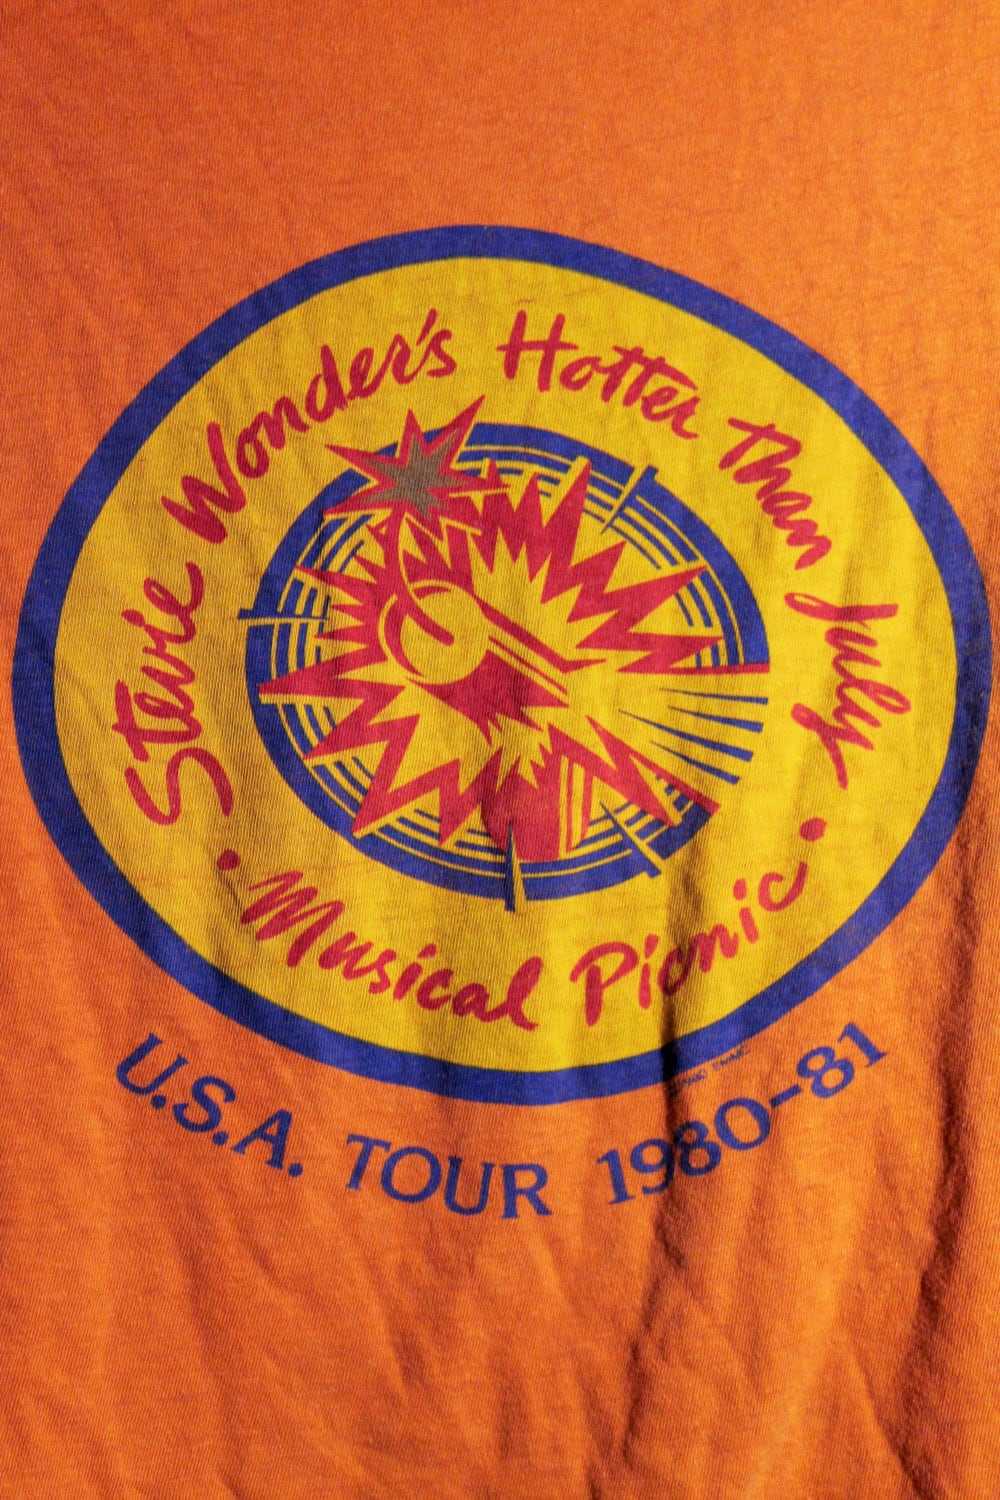 Stevie Wonder's Hotter Than July
• Musical Picnic •
U.S.A. TOUR 1980-81